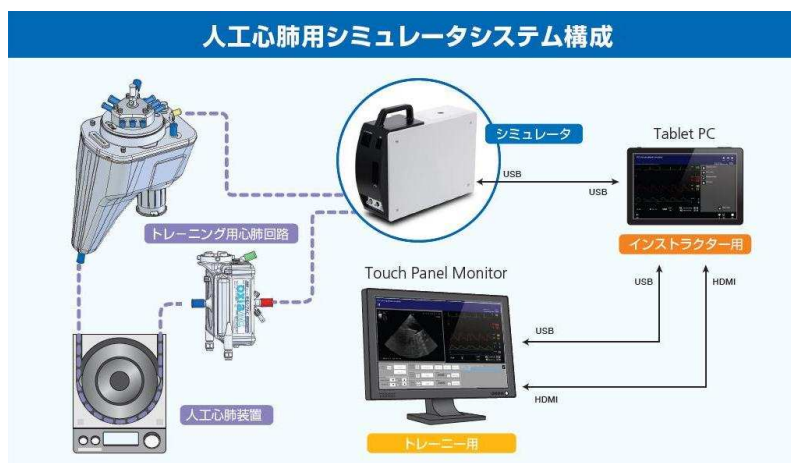 人工心肺用シミュレータシステム構成
シミュレータ
Tablet PC
USB
USB
トレーニング用心肺回路
インストラクター用
Touch Panel Monitor
USB
HDMI
USB
HDMI
人工心肺装置
トレーニー用